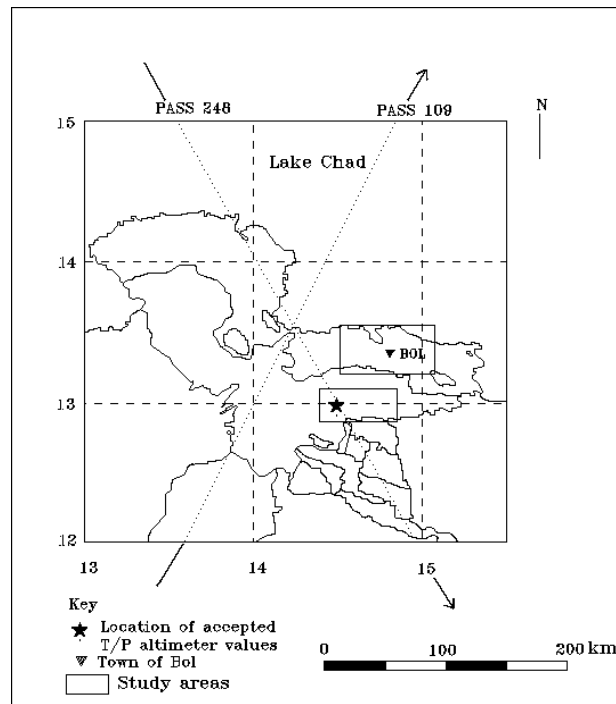 PASS 248
PASS 109
N
15
Lake Chad
14
BOL
13
12
13
14
15
Key
Location of accepted
T/P altimeter values
Town of Bol
Study areas
0
100
200 km